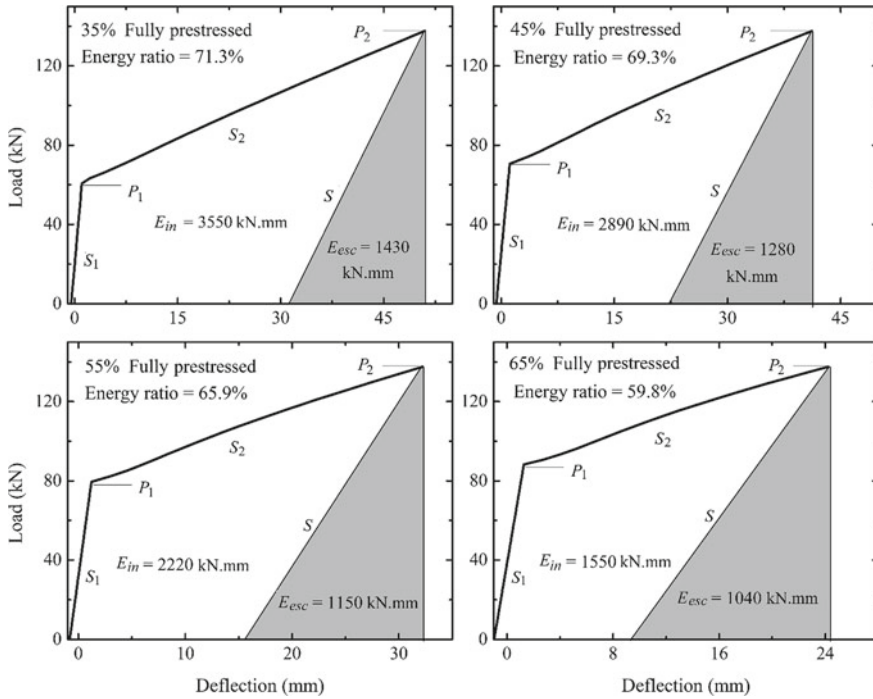 35% Fully prestressed
Energy ratio = 71.3%
P2
S2
P1
S
Ein = 3550 kN.mm
S1
Eesc = 1430
kN.mm
Load (kN)
0
40
80
120
0
15
30
45
45% Fully prestressed
Energy ratio = 69.3%
P2
S2
P1
S
Ein = 2890 kN.mm
S1
Eesc = 1280
kN.mm
0
40
80
120
0
15
30
45
55% Fully prestressed
Energy ratio = 65.9%
P2
S2
P1
S
Ein = 2220 kN.mm
S1
Eesc = 1150 kN.mm
Load (kN)
0
40
80
120
0
10
20
30
Deflection (mm)
65% Fully prestressed
Energy ratio = 59.8%
P2
S2
P1
S
Ein = 1550 kN.mm
S1
Eesc = 1040 kN.mm
0
40
80
120
0
8
16
24
Deflection (mm)